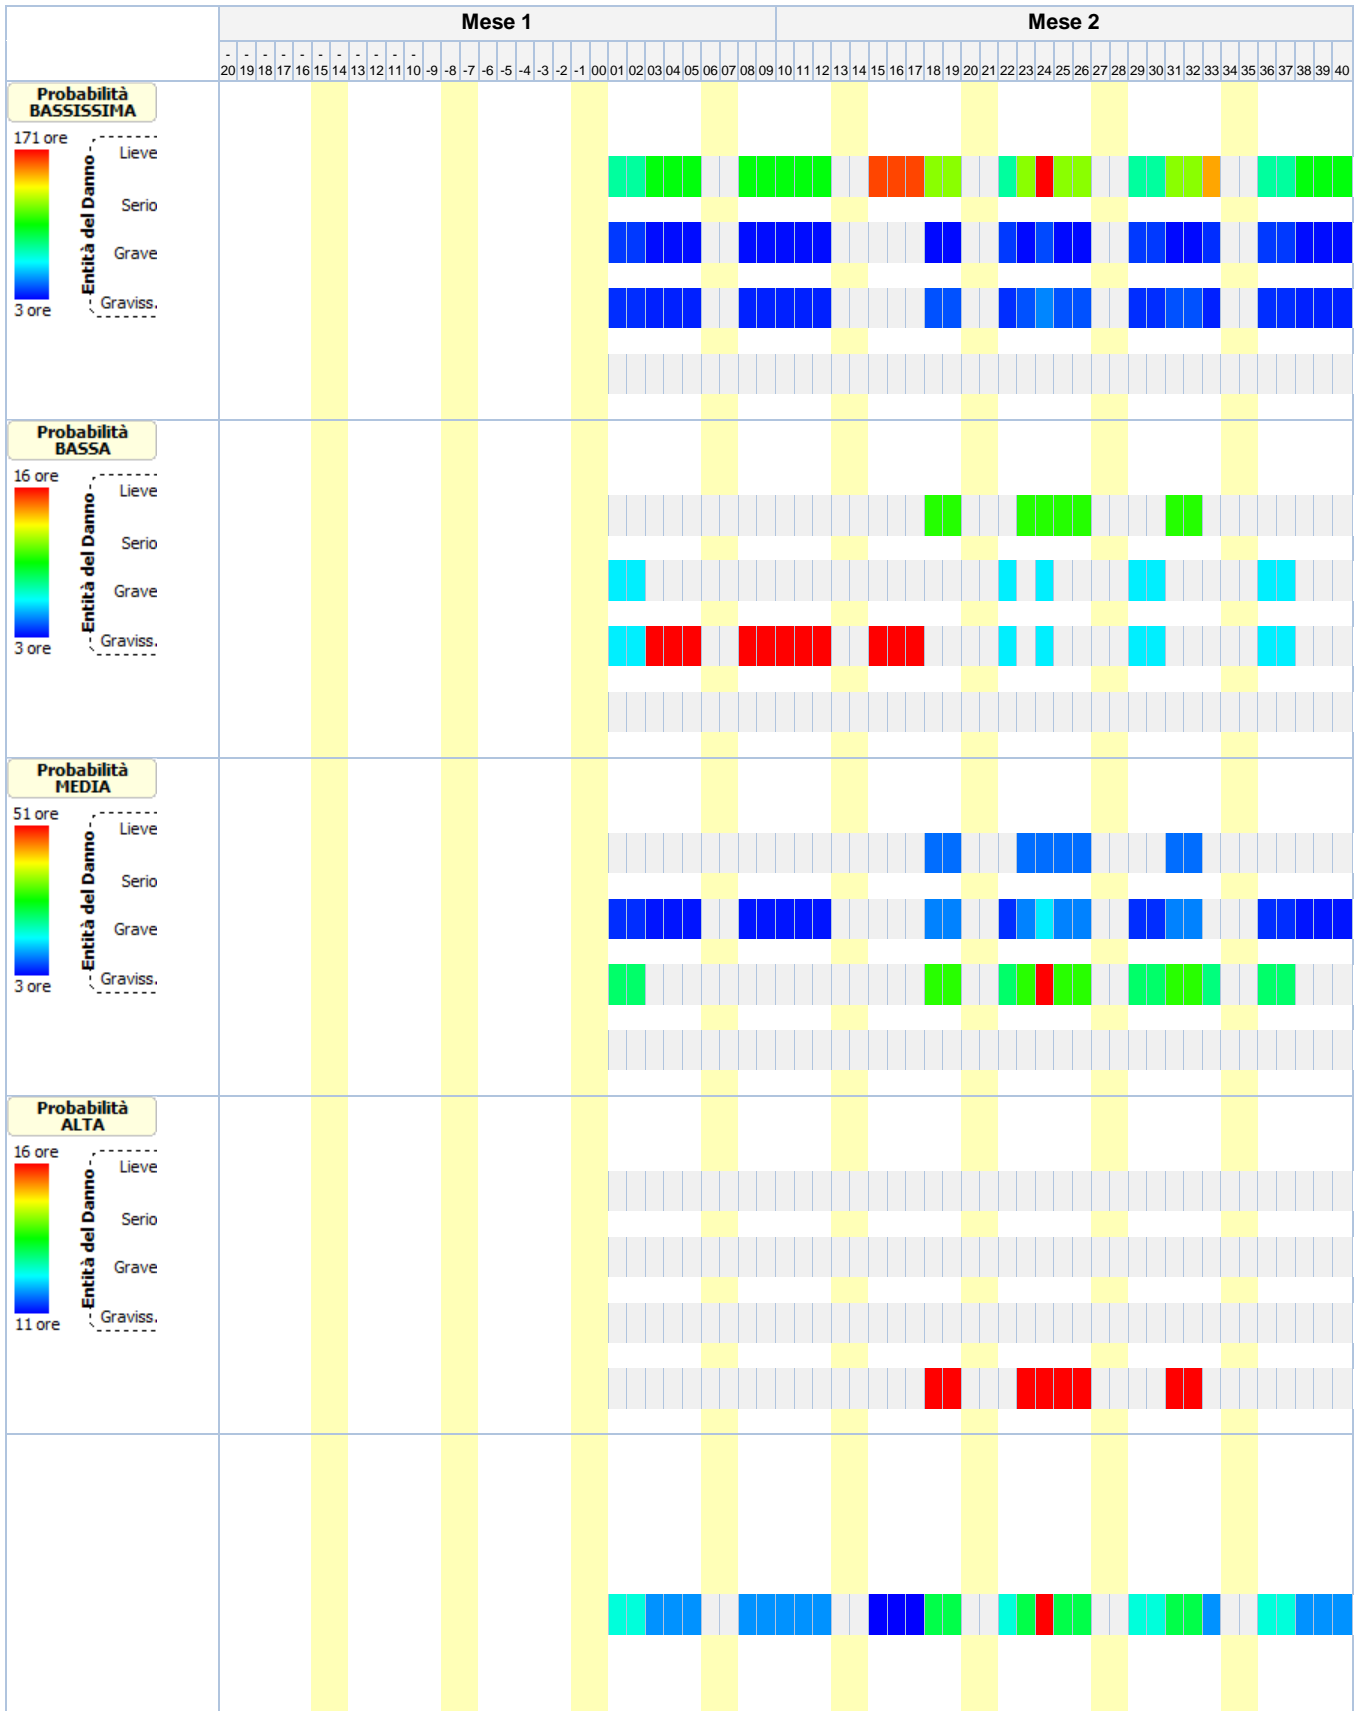 Mese 1 Mese 2
- - - - - - - - - - -
20 19 18 17 16 15 14 13 12 11 10 -9 -8 -7 -6 -5 -4 -3 -2 -1 00 01 02 03 04 05 06 07 08 09 10 11 12 13 14 15 16 17 18 19 20 21 22 23 24 25 26 27 28 29 30 31 32 33 34 35 36 37 38 39 40
Probabilità
BASSISSIMA
171 ore
Entità del Danno
Lieve
Serio
Grave
Graviss.
3 ore
Probabilità
BASSA
16 ore
Entità del Danno
Lieve
Serio
Grave
Graviss.
3 ore
Probabilità
MEDIA
51 ore
Entità del Danno
Lieve
Serio
Grave
Graviss.
3 ore
Probabilità
ALTA
16 ore
Entità del Danno
Lieve
Serio
Grave
Graviss.
11 ore